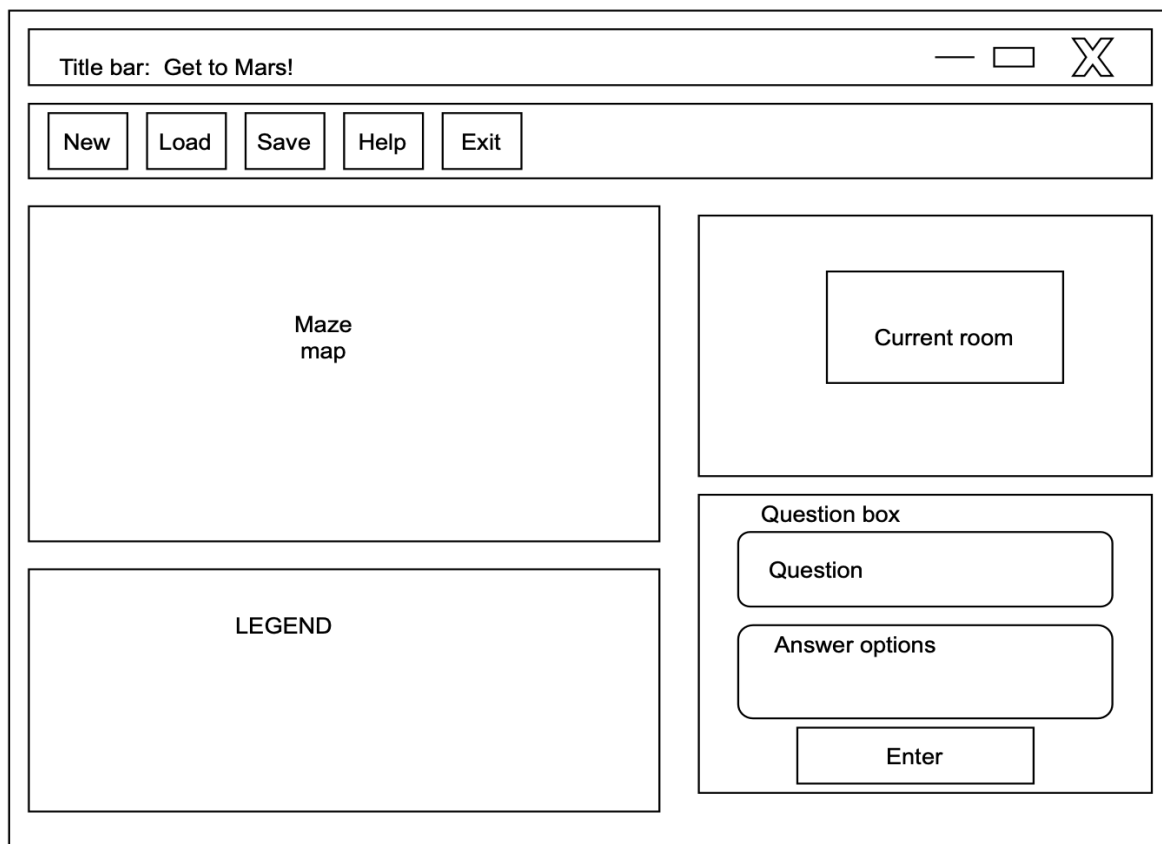 Title bar:  Get to Mars!
New
Load
Save
Help
Exit
Maze
map
Current room
LEGEND
Question box
Question
Answer options
Enter